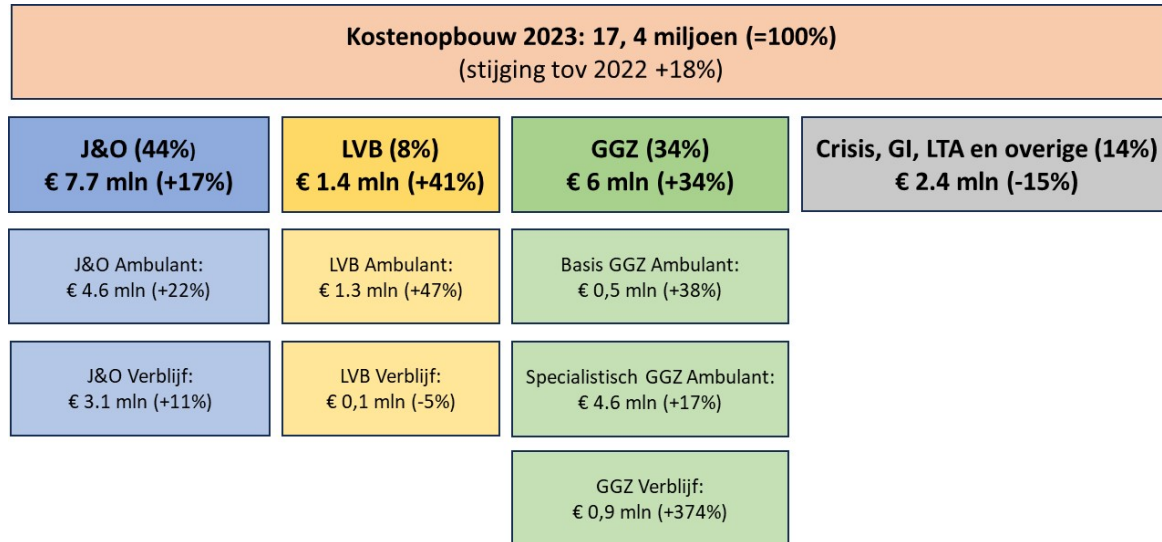 Kostenopbouw 2023: 17, 4 miljoen (=100%)
(stijging tov 2022 +18%)
J&O (44%)
€ 7.7 mln (+17%)
LVB (8%)
€ 1.4 mln (+41%)
GGZ (34%)
€ 6 mln (+34%)
Crisis, GI, LTA en overige (14%)
€ 2.4 mln (-15%)
J&O Ambulant:
€ 4.6 mln (+22%)
LVB Ambulant:
€ 1.3 mln (+47%)
Basis GGZ Ambulant:
€ 0,5 mln (+38%)
J&O Verblijf:
€ 3.1 mln (+11%)
LVB Verblijf:
€ 0,1 mln (-5%)
Specialistisch GGZ Ambulant:
€ 4.6 mln (+17%)
GGZ Verblijf:
€ 0,9 mln (+374%)